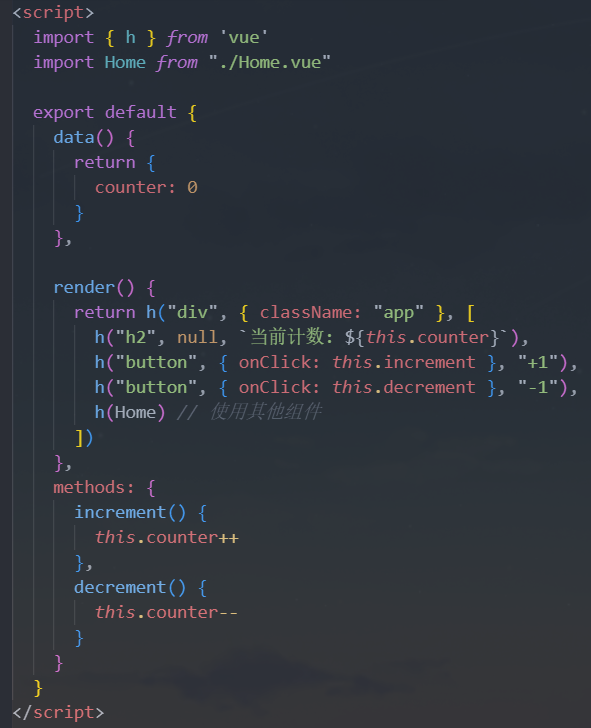 <script>
import { h } from 'vue'
import Home from "./Home.vue"
export default {
data() {
return {
counter: 0
}
},
render() {
return h("div", { className: "app" }, [
h("h2", null, `当前计数: ${this.counter}`),
h("button", { onClick: this.increment }, "+1"),
h("button", { onClick: this.decrement }, "-1"),
h(Home) // 使用其他组件
])
},
methods: {
increment() {
this.counter++
},
decrement() {
this.counter--
}
}
}
</script>